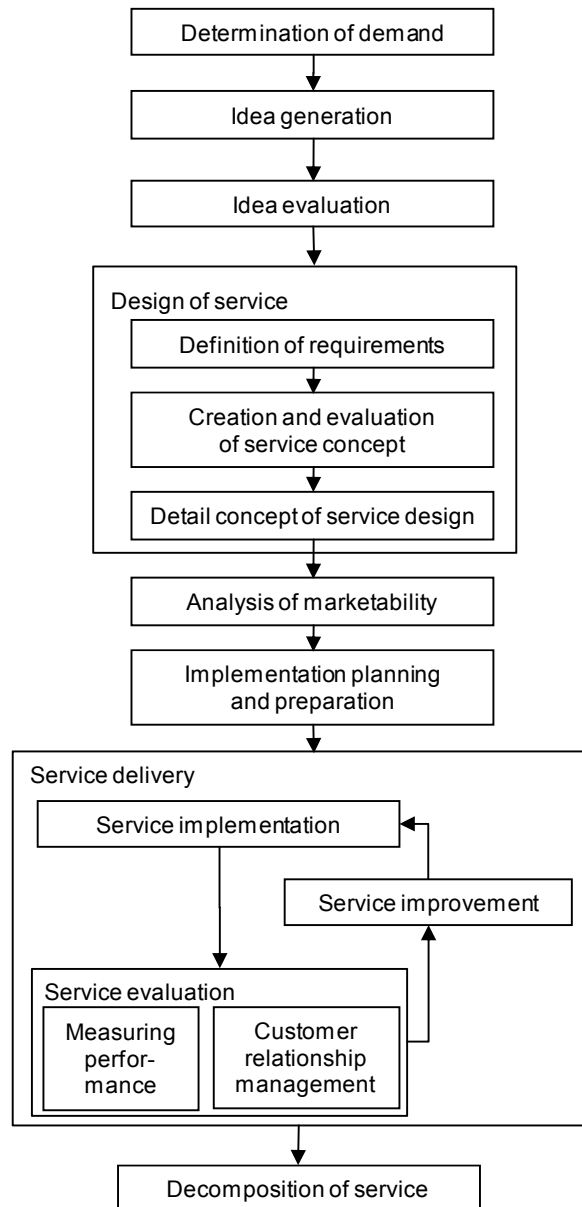 Determination of demand
Idea generation
Idea evaluation
Design of service
Definition of requirements
Creation and evaluation
of service concept
Detail concept of service design
Analysis of marketability
Implementation planning
and preparation
Service delivery
Service implementation
Service improvement
Service evaluation
Measuring
perfor-
mance
Customer
relationship
management
Decomposition of service